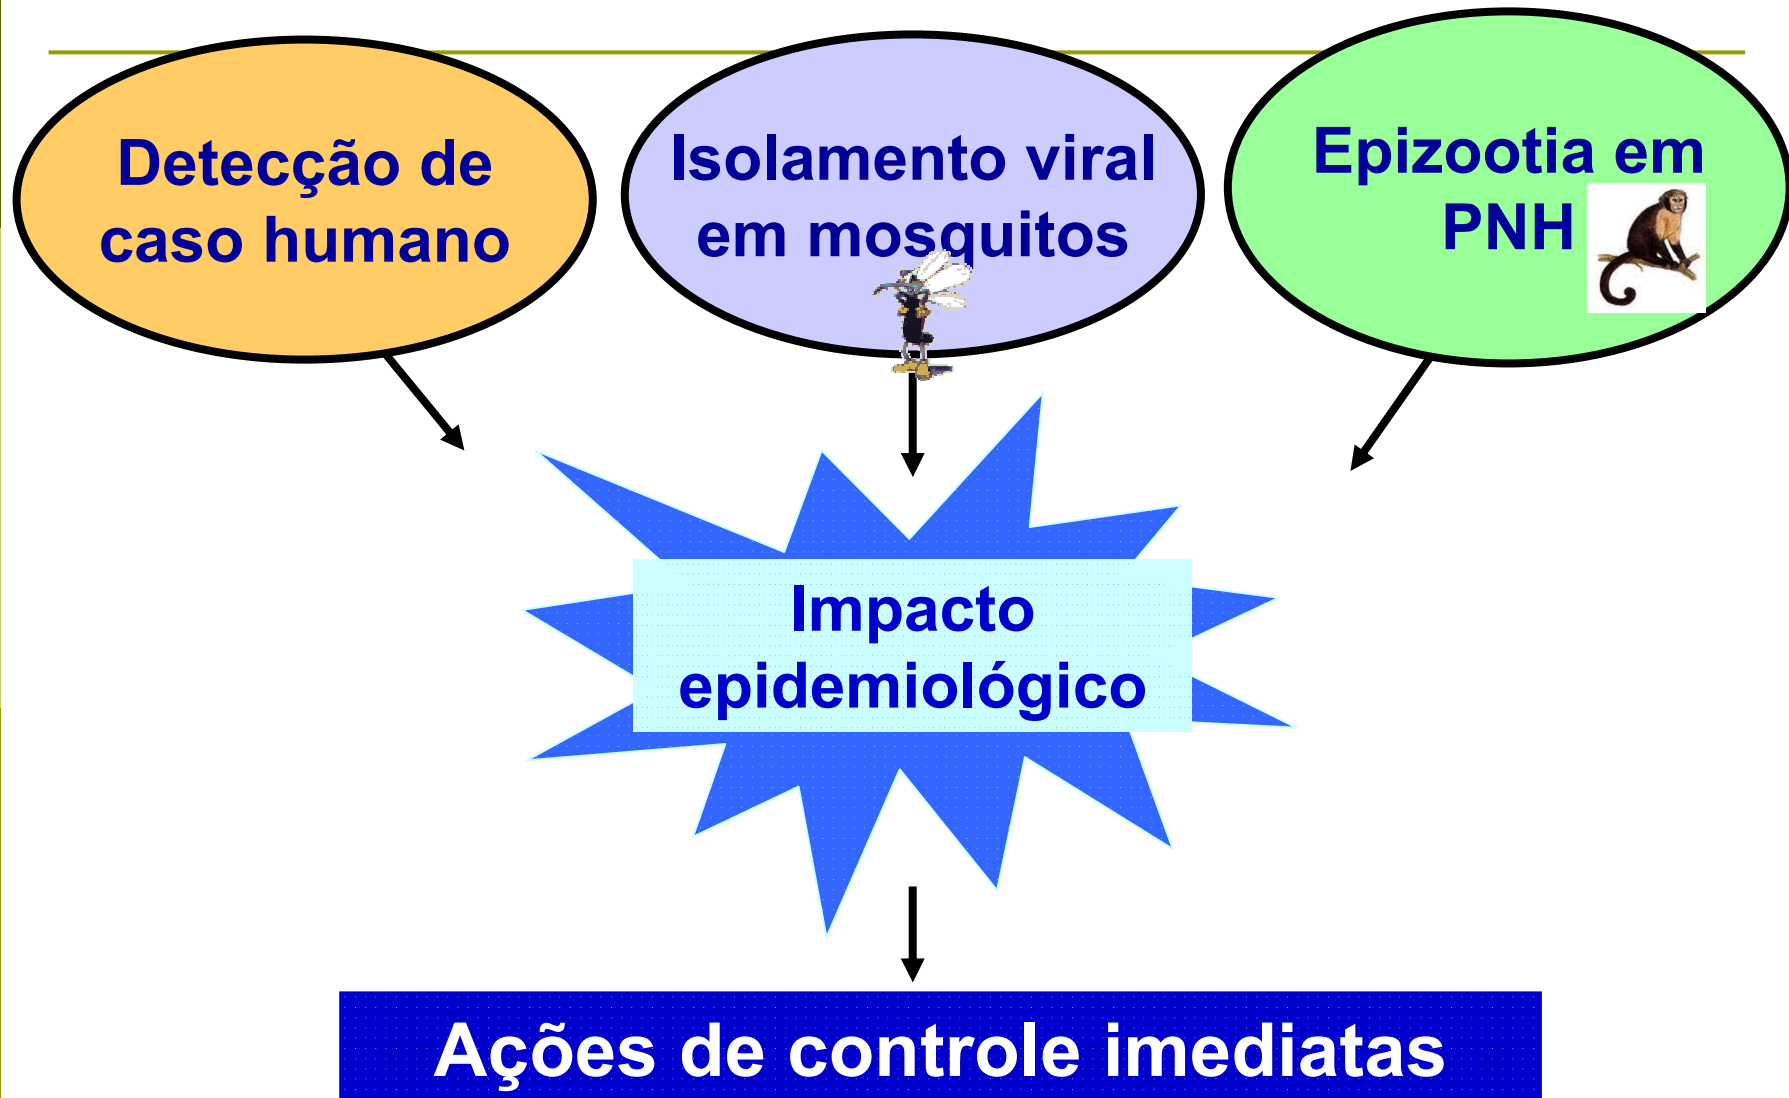 Detecção de
caso humano
Isolamento viral
em mosquitos
Epizootia em
PNH
Impacto
epidemiológico
Ações de controle imediatas